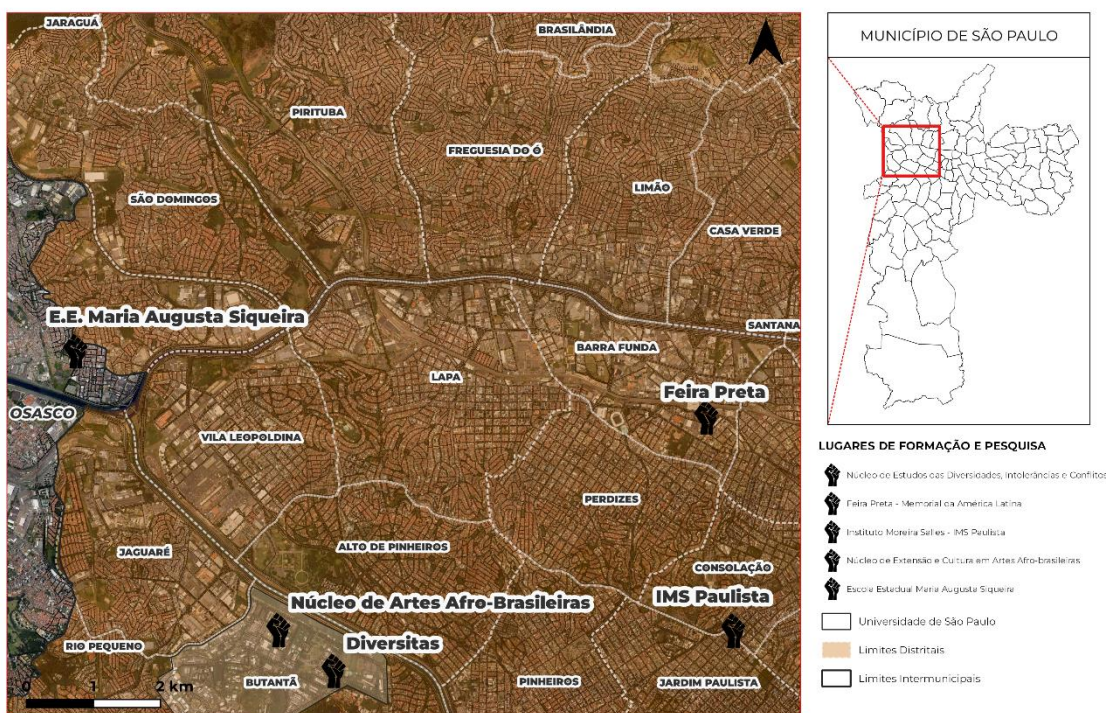 JARAGUÁ
BRASILÂNDIA
PIRITUBA
FREGUESIA DO Ó
LIMÃO
SÃO DOMINGOS
CASA VERDE
E.E. Maria Augusta Siqueira
SANTANA
BARRA FUNDA
LAPA
Feira Preta
OSASCO
VILA LEOPOLDINA
PERDIZES
JAGUARÉ
ALTO DE PINHEIROS
CONSOLAÇÃO
Núcleo de Artes Afro-Brasileiras
IMS Paulista
RIO PEQUENO
Diversitas
BUTANTÃ
PINHEIROS
JARDIM PAULISTA
0 1 2 km
MUNICÍPIO DE SÃO PAULO
LUGARES DE FORMAÇÃO E PESQUISA
Núcleo de Estudos das Diversidades, Intolerâncias e Conflitos
Feira Preta - Memorial da América Latina
Instituto Moreira Salles - IMS Paulista
Núcleo de Extensão e Cultura em Artes Afro-brasileiras
Escola Estadual Maria Augusta Siqueira
Universidade de São Paulo
Limites Distritais
Limites Intermunicipais